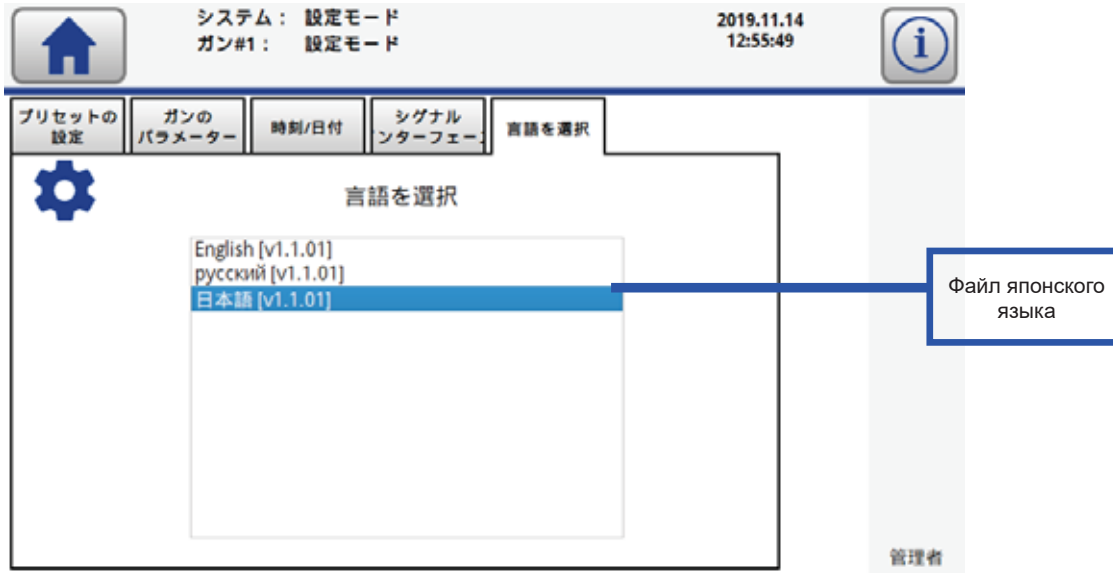 システム： 設定モード
ガン#1： 設定モード
2019.11.14
12:55:49
i
プリセットの
設定
ガンの
パラメーター
時刻/日付
シグナル
ンターフェー
言語を選択
言語を選択
English [v1.1.01]
русский [v1.1.01]
日本語 [v1.1.01]
Файл японского
языка
管理者